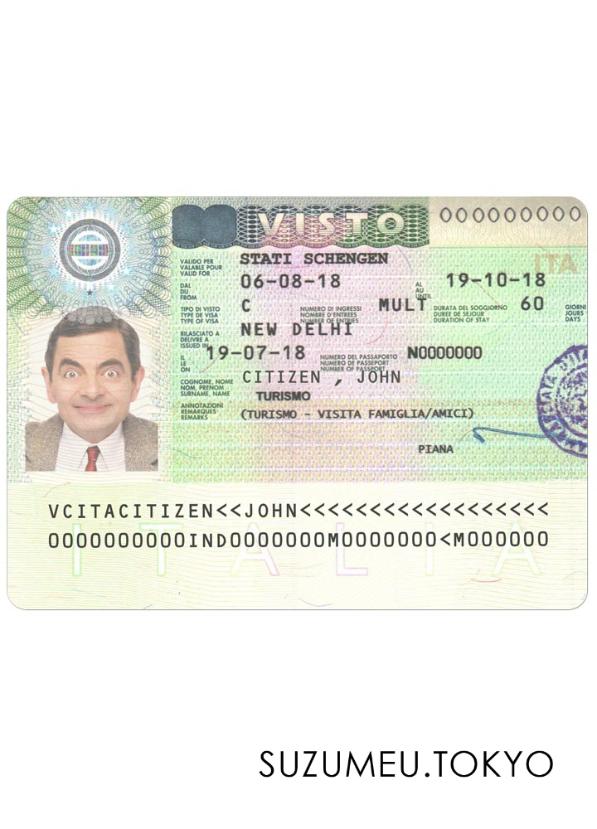 VISTO
000000000
VALIDO PER
VALABLE POUR
VALID FOR
STATI SCHENGEN
ITA
DAL
DU
FROM
06-08-18
AL
AU
UNTIL
19-10-18
TIPO DI VISTO
TYPE DE VISA
TYPE OF VISA
C
NUMERO DI INGRESSI
NOMBRE D'ENTREES
NUMBER OF ENTRIES
MULT
DURATA DEL SOGGIORNO
DUREE DE SEJOUR
DURATION OF STAY
60
GIORNI
JOURS
DAYS
RILASCIATO A
DELIVRE A
ISSUED IN
NEW DELHI
IL
LE
ON
19-07-18
NUMERO DEL PASSAPORTO
NUMERO DE PASSEPORT
NUMBER OF PASSPORT
N0000000
COGNOME, NOME
NOM, PRENOM
SURNAME, NAME
CITIZEN , JOHN
TURISMO
ANNOTAZIONI
REMARQUES
REMARKS
(TURISMO - VISITA FAMIGLIA/AMICI)
PIANA
VCITACITIZEN<<JOHN<<<<<<<<<<<<<<<<<<
0000000000IND0000000M0000000<M000000
ITALIA
SUZUMEU.TOKYO